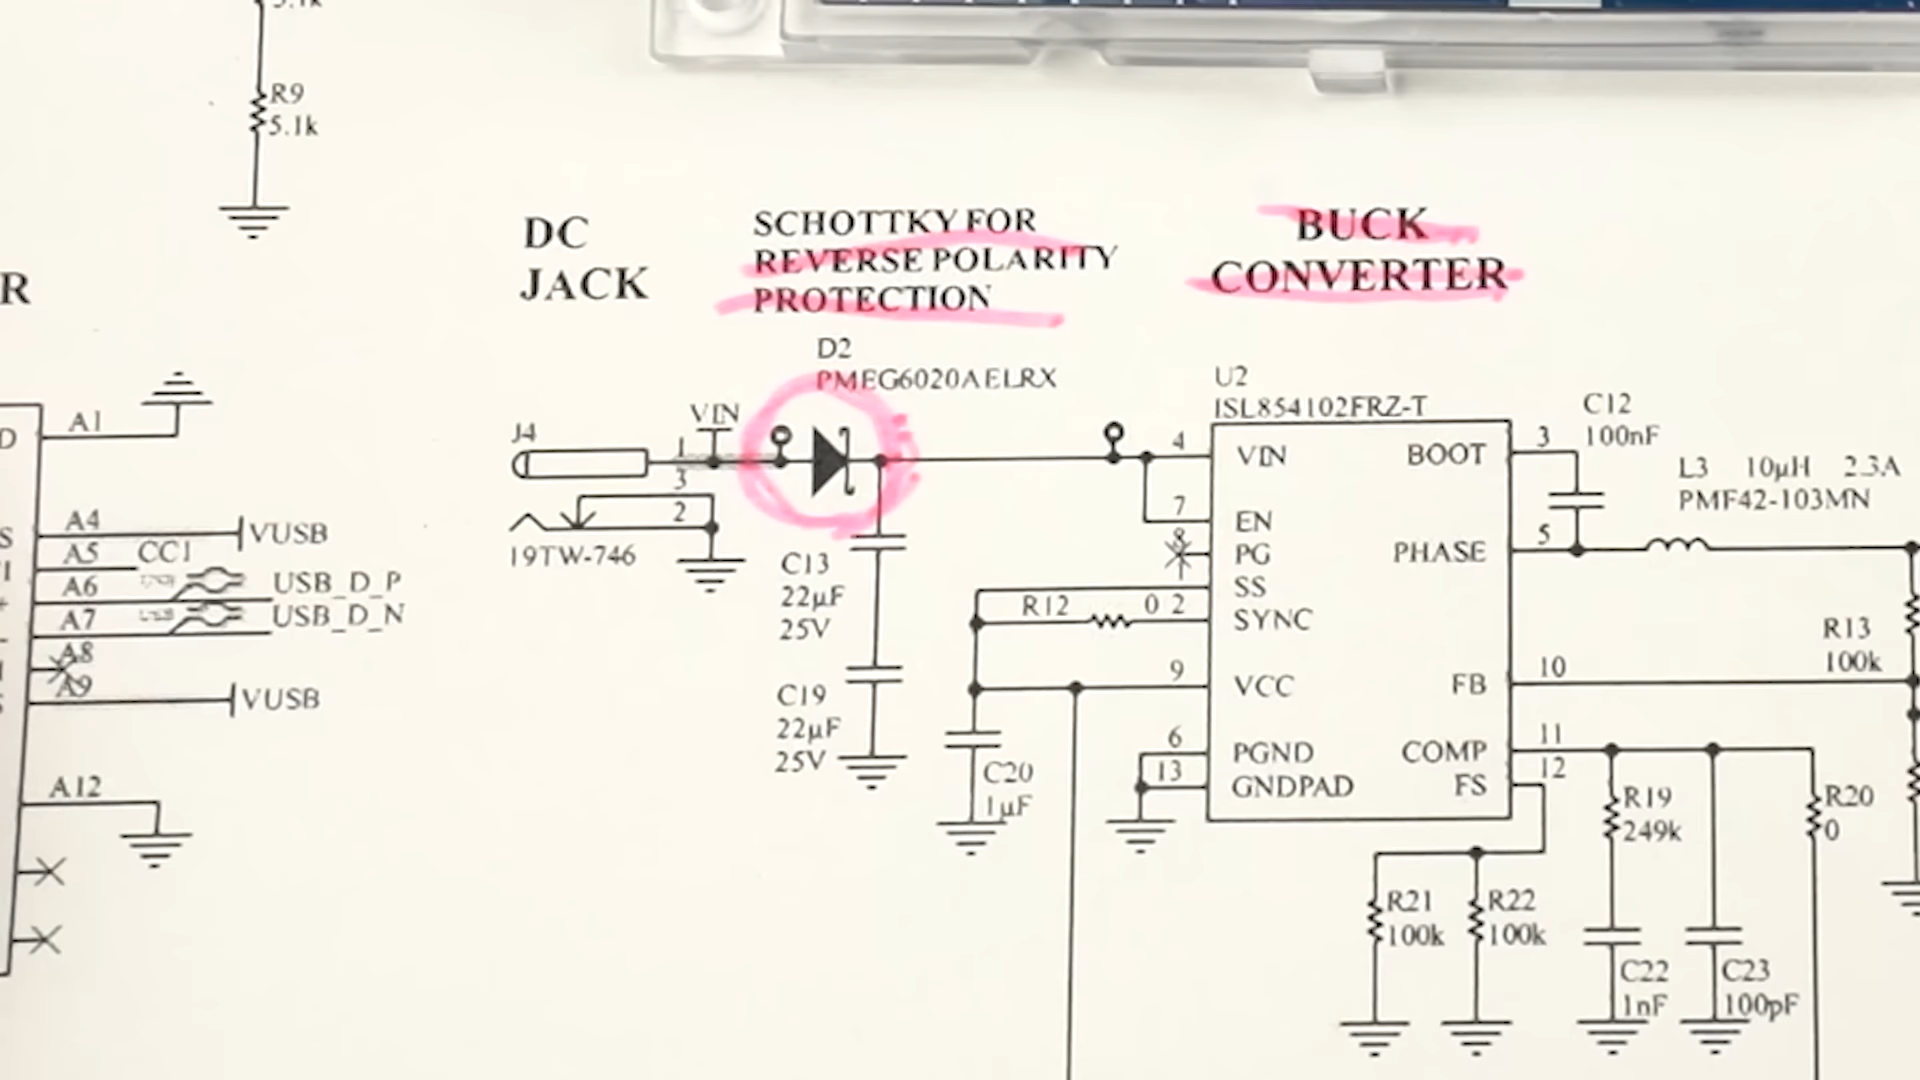 R9
5.1k
DC
JACK
SCHOTTKY FOR
REVERSE POLARITY
PROTECTION
BUCK
CONVERTER
R
D2
PMEG6020AELRX
U2
ISL854102FRZ-T
C12
100nF
L3 10µH 2.3A
PMF42-103MN
D
A1
J4
VIN
1
3
2
19TW-746
A4
VUSB
A5 CC1
A6
USB_D_P
A7
USB_D_N
A8
A9
VUSB
A12
C13
22µF
25V
C19
22µF
25V
C20
1µF
R12 0
4
7
8
2
9
6
13
VIN
EN
PG
SS
SYNC
VCC
PGND
GNDPAD
BOOT
PHASE
FB
COMP
FS
3
5
10
11
12
R13
100k
R19
249k
R20
0
R21
100k
R22
100k
C22
1nF
C23
100pF